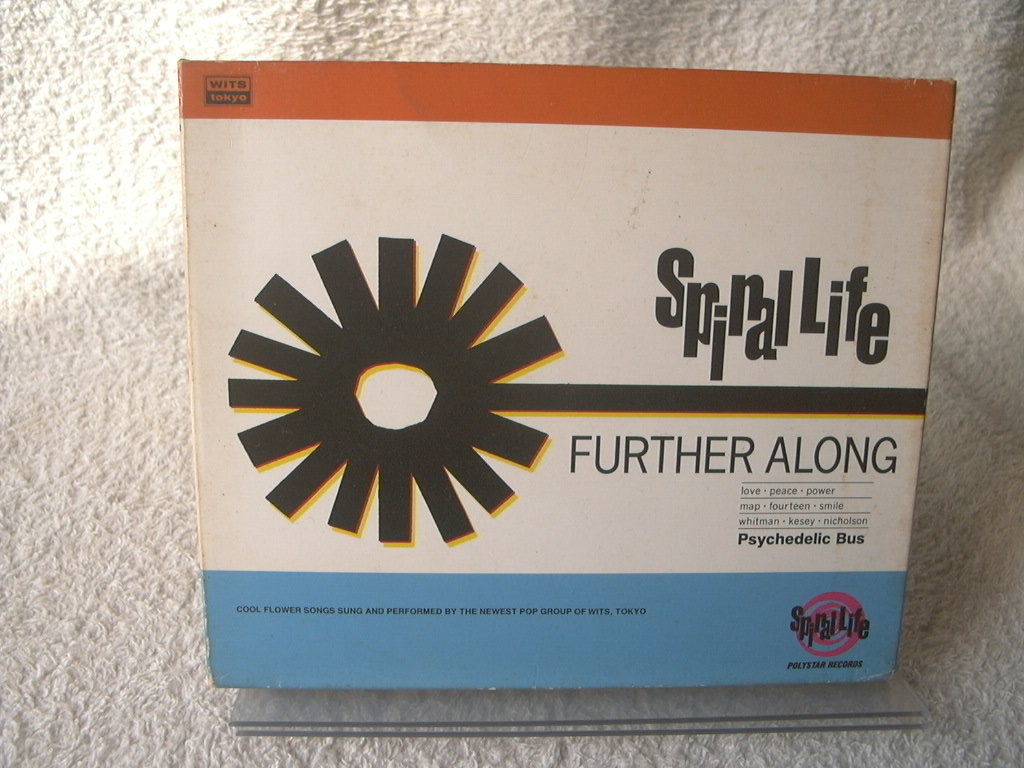 WITS
tokyo
Spiral Life
FURTHER ALONG
love · peace · power
map · fourteen · smile
whitman · kesey · nicholson
Psychedelic Bus
COOL FLOWER SONGS SUNG AND PERFORMED BY THE NEWEST POP GROUP OF WITS, TOKYO
Spiral Life
POLYSTAR RECORDS